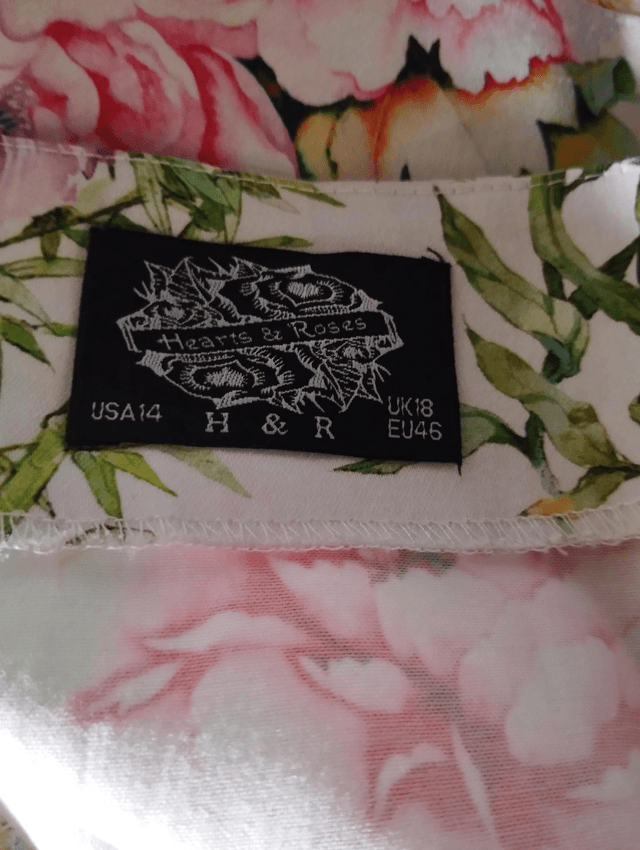 Hearts & Roses
USA14
H & R
UK18
EU46